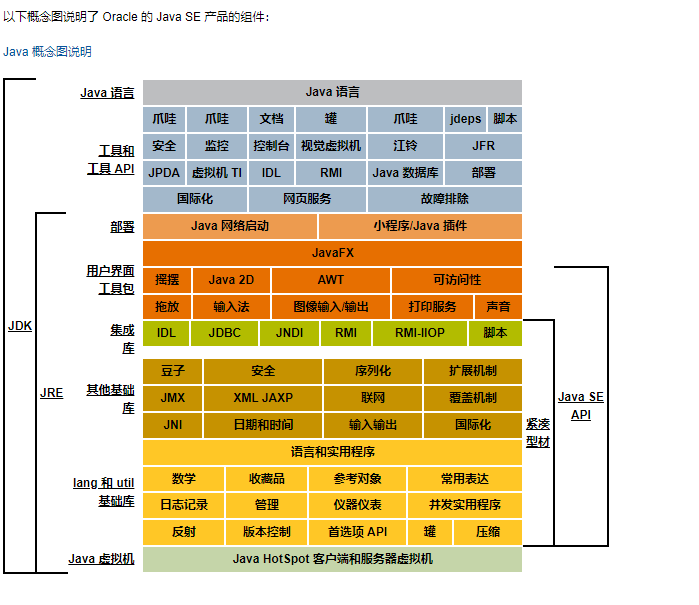 以下概念图说明了 Oracle 的 Java SE 产品的组件：
Java 概念图说明
Java 语言
Java 语言
爪哇 爪哇 文档 罐 爪哇 jdeps 脚本
工具和
工具 API
安全 监控 控制台 视觉虚拟机 江铃 JFR
JPDA 虚拟机 TI IDL RMI Java 数据库 部署
国际化 网页服务 故障排除
部署
Java 网络启动 小程序/Java 插件
JavaFX
用户界面
工具包
摇摆 Java 2D AWT 可访问性
拖放 输入法 图像输入/输出 打印服务 声音
JDK
集成
库
IDL JDBC JNDI RMI RMI-IIOP 脚本
JRE
其他基础
库
豆子 安全 序列化 扩展机制
JMX XML JAXP 联网 覆盖机制
JNI 日期和时间 输入输出 国际化
Java SE
API
紧凑
型材
语言和实用程序
lang 和 util
基础库
数学 收藏品 参考对象 常用表达
日志记录 管理 仪器仪表 并发实用程序
反射 版本控制 首选项 API 罐 压缩
Java 虚拟机
Java HotSpot 客户端和服务器虚拟机